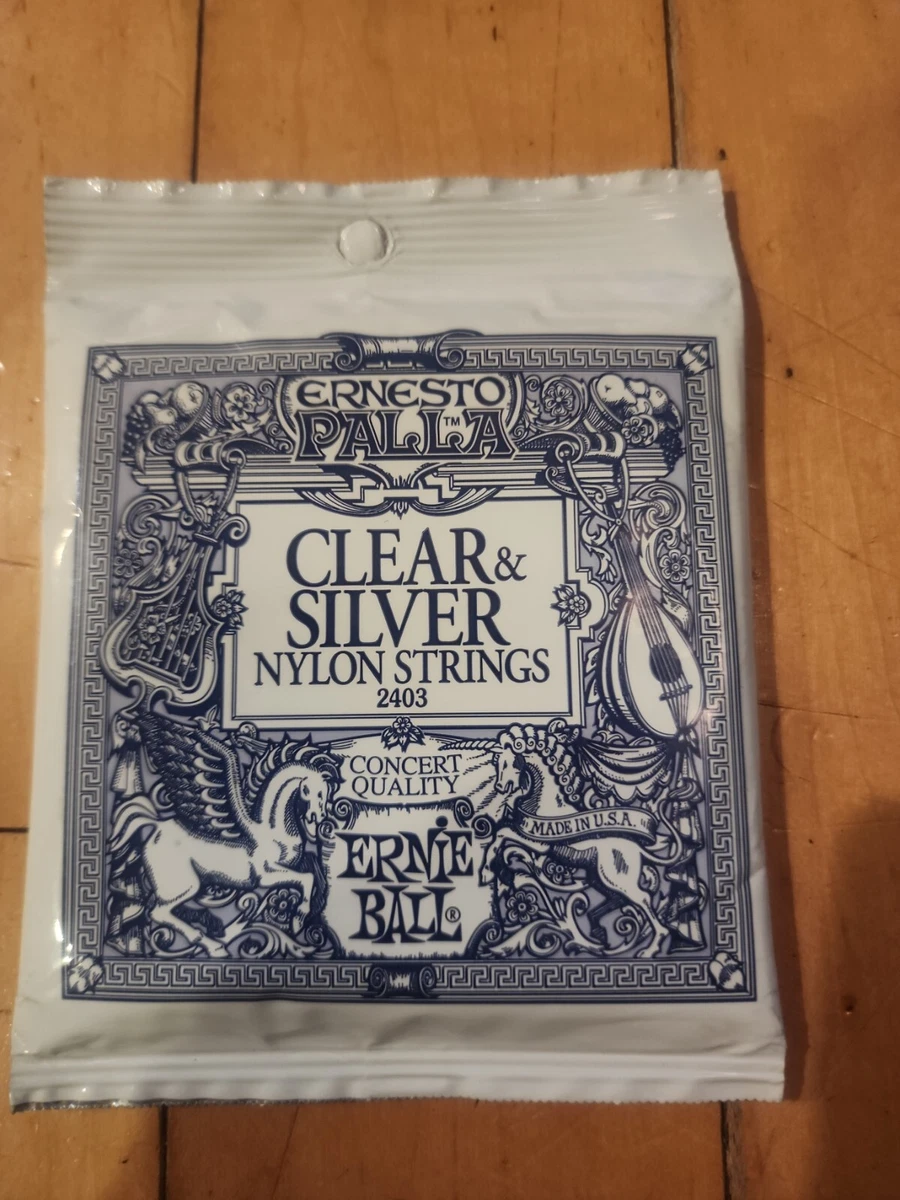 ERNESTO
PALLA™
CLEAR &
SILVER
NYLON STRINGS
2403
CONCERT
QUALITY
MADE IN U.S.A.
ERNIE
BALL®